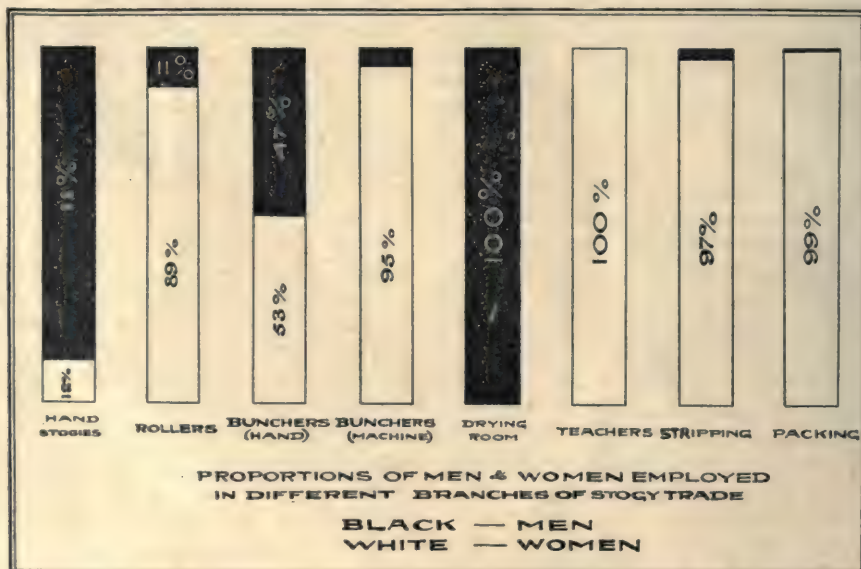 12%
11%
89%
47%
53%
95%
100%
100%
97%
99%
HAND
STOGIES
ROLLERS
BUNCHERS
(HAND)
BUNCHERS
(MACHINE)
DRYING
ROOM
TEACHERS
STRIPPING
PACKING
PROPORTIONS OF MEN & WOMEN EMPLOYED
IN DIFFERENT BRANCHES OF STOGY TRADE
BLACK — MEN
WHITE — WOMEN